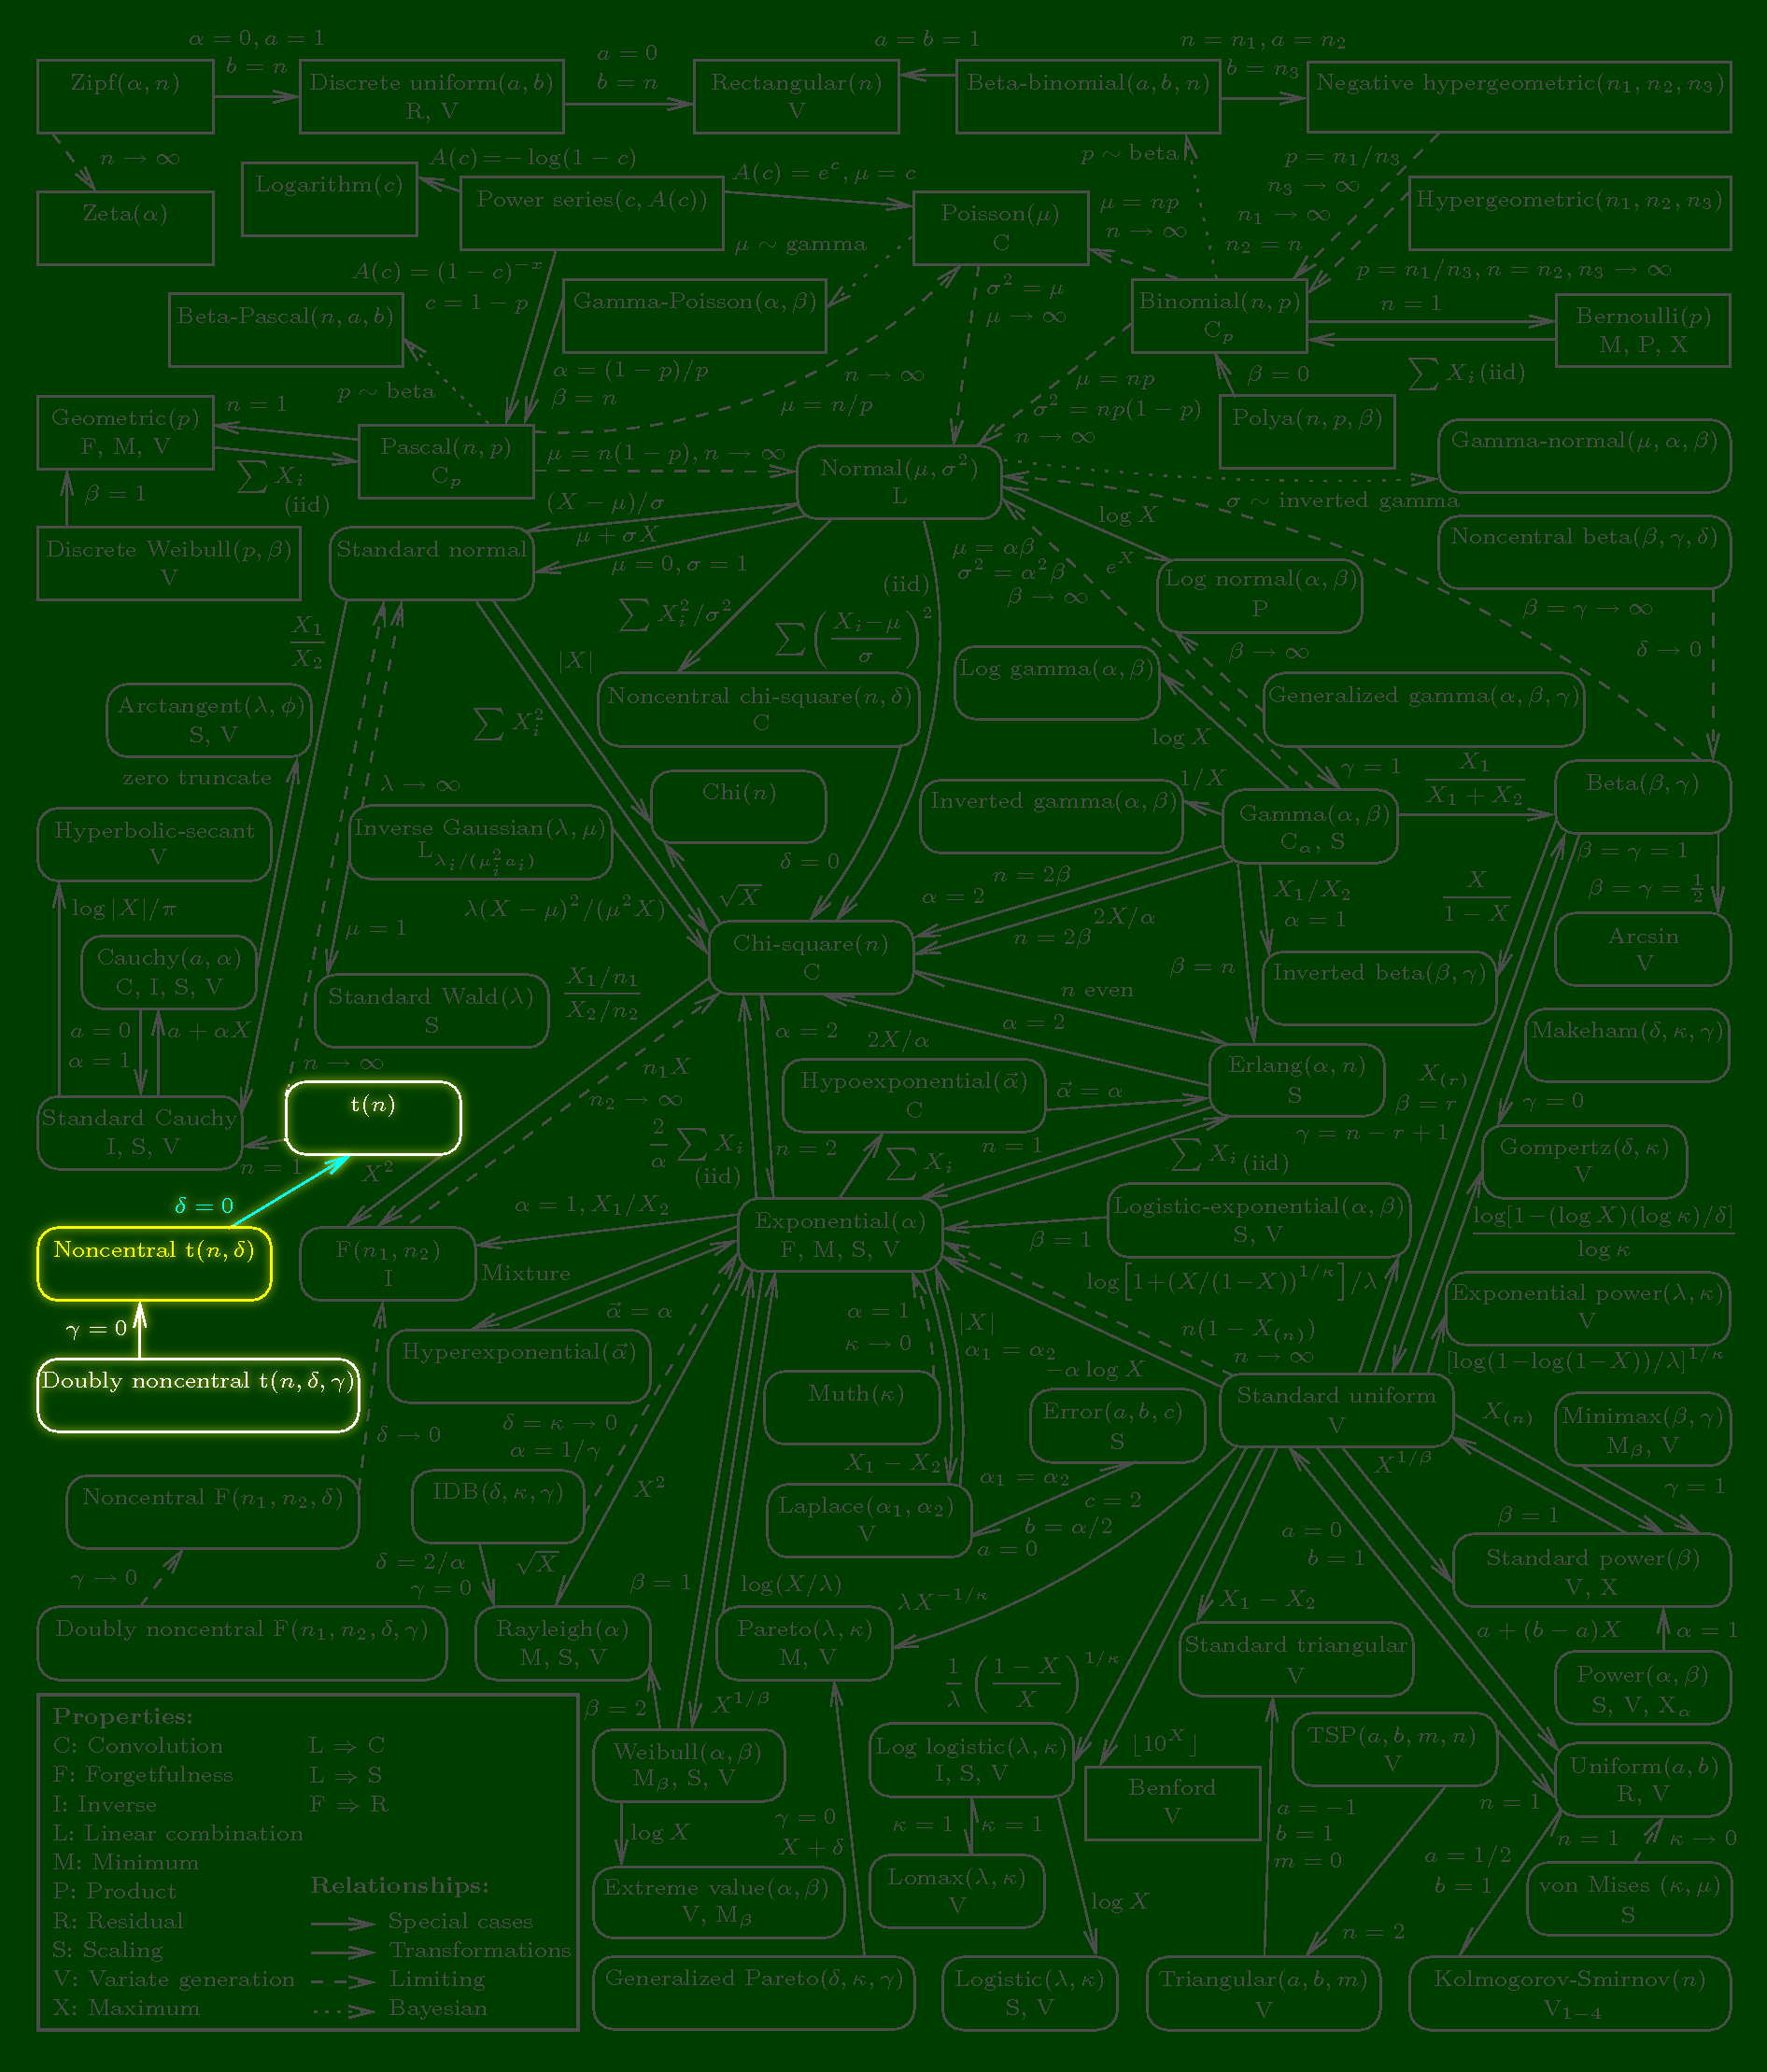 α = 0, a = 1
b = n
a = 0
b = n
a = b = 1
n = n₁, a = n₂
b = n₃
Zipf(α, n)
Discrete uniform(a, b)
R, V
Rectangular(n)
V
Beta-binomial(a, b, n)
Negative hypergeometric(n₁, n₂, n₃)
n → ∞
A(c) = − log(1 − c)
A(c) = eᶜ, μ = c
p ∼ beta
p = n₁/n₃
n₃ → ∞
n₁ → ∞
n₂ = n
Zeta(α)
Logarithm(c)
Power series(c, A(c))
Poisson(μ)
C
μ = np
n → ∞
Hypergeometric(n₁, n₂, n₃)
μ ∼ gamma
p = n₁/n₃, n = n₂, n₃ → ∞
A(c) = (1 − c)⁻ˣ
c = 1 − p
σ² = μ
μ → ∞
Beta-Pascal(n, a, b)
Gamma-Poisson(α, β)
Binomial(n, p)
Cₚ
n = 1
Bernoulli(p)
M, P, X
∑ Xᵢ (iid)
α = (1 − p)/p
β = n
n → ∞
μ = n/p
μ = np
σ² = np(1 − p)
n → ∞
β = 0
Polya(n, p, β)
p ∼ beta
Geometric(p)
F, M, V
n = 1
∑ Xᵢ
(iid)
Pascal(n, p)
Cₚ
μ = n(1 − p), n → ∞
Normal(μ, σ²)
L
Gamma-normal(μ, α, β)
σ ∼ inverted gamma
β = 1
Discrete Weibull(p, β)
V
(X − μ)/σ
μ + σX
μ = 0, σ = 1
Standard normal
log X
eˣ
μ = αβ
σ² = α²β
β → ∞
Noncentral beta(β, γ, δ)
Log normal(α, β)
P
(iid)
∑ Xᵢ²/σ²
∑ ((Xᵢ−μ)/σ)²
β = γ → ∞
δ → 0
X₁/X₂
|X|
β → ∞
Log gamma(α, β)
Noncentral chi-square(n, δ)
C
Generalized gamma(α, β, γ)
Arctangent(λ, φ)
S, V
∑ Xᵢ²
log X
zero truncate
λ → ∞
Chi(n)
1/X
γ = 1
X₁/(X₁ + X₂)
Beta(β, γ)
Hyperbolic-secant
V
Inverse Gaussian(λ, μ)
L λᵢ/(μᵢ²aᵢ)
Inverted gamma(α, β)
Gamma(α, β)
C_α, S
δ = 0
β = γ = 1
β = γ = 1/2
n = 2β
α = 2
2X/α
n = 2β
X₁/X₂
α = 1
X/(1 − X)
log |X|/π
λ(X − μ)²/(μ²X)
√X
μ = 1
Arcsin
V
Cauchy(a, α)
C, I, S, V
Chi-square(n)
C
Inverted beta(β, γ)
β = n
Standard Wald(λ)
S
(X₁/n₁)/(X₂/n₂)
n even
a = 0
α = 1
a + αX
α = 2
α = 2
2X/α
Makeham(δ, κ, γ)
n → ∞
n₁X
n₂ → ∞
Hypoexponential(α⃗)
C
α⃗ = α
Erlang(α, n)
S
X₍ᵣ₎
β = r
γ = n − r + 1
γ = 0
t(n)
Standard Cauchy
I, S, V
n = 1
X²
2/α ∑ Xᵢ
(iid)
n = 2
∑ Xᵢ
n = 1
∑ Xᵢ (iid)
Gompertz(δ, κ)
V
δ = 0
α = 1, X₁/X₂
Exponential(α)
F, M, S, V
Logistic-exponential(α, β)
S, V
β = 1
log[1−(log X)(log κ)/δ]/log κ
Noncentral t(n, δ)
F(n₁, n₂)
I
Mixture
log[1+(X/(1−X))^(1/κ)]/λ
Exponential power(λ, κ)
V
γ = 0
α⃗ = α
α = 1
κ → 0
|X|
α₁ = α₂
n(1 − X₍ₙ₎)
n → ∞
−α log X
[log(1−log(1−X))/λ]^(1/κ)
Doubly noncentral t(n, δ, γ)
Hyperexponential(α⃗)
Muth(κ)
Error(a, b, c)
S
Standard uniform
V
X₍ₙ₎
Minimax(β, γ)
M_β, V
δ → 0
δ = κ → 0
α = 1/γ
X₁ − X₂
α₁ = α₂
X^(1/β)
γ = 1
Noncentral F(n₁, n₂, δ)
IDB(δ, κ, γ)
X²
Laplace(α₁, α₂)
V
c = 2
b = α/2
a = 0
a = 0
b = 1
β = 1
Standard power(β)
V, X
γ → 0
δ = 2/α
γ = 0
√X
β = 1
log(X/λ)
λX^(−1/κ)
X₁ − X₂
Doubly noncentral F(n₁, n₂, δ, γ)
Rayleigh(α)
M, S, V
Pareto(λ, κ)
M, V
Standard triangular
V
a + (b − a)X
α = 1
Power(α, β)
S, V, X_α
1/λ ((1 − X)/X)^(1/κ)
β = 2
X^(1/β)
Properties:
C: Convolution L ⇒ C
F: Forgetfulness L ⇒ S
I: Inverse F ⇒ R
L: Linear combination
M: Minimum
P: Product
Relationships:
R: Residual Special cases
S: Scaling Transformations
V: Variate generation Limiting
X: Maximum Bayesian
Weibull(α, β)
M_β, S, V
Log logistic(λ, κ)
I, S, V
⌊10ˣ⌋
Benford
V
TSP(a, b, m, n)
V
Uniform(a, b)
R, V
log X
γ = 0
X + δ
κ = 1
κ = 1
a = −1
b = 1
m = 0
n = 1
n = 1
κ → 0
Extreme value(α, β)
V, M_β
Lomax(λ, κ)
V
log X
a = 1/2
b = 1
von Mises (κ, μ)
S
n = 2
Generalized Pareto(δ, κ, γ)
Logistic(λ, κ)
S, V
Triangular(a, b, m)
V
Kolmogorov-Smirnov(n)
V₁₋₄